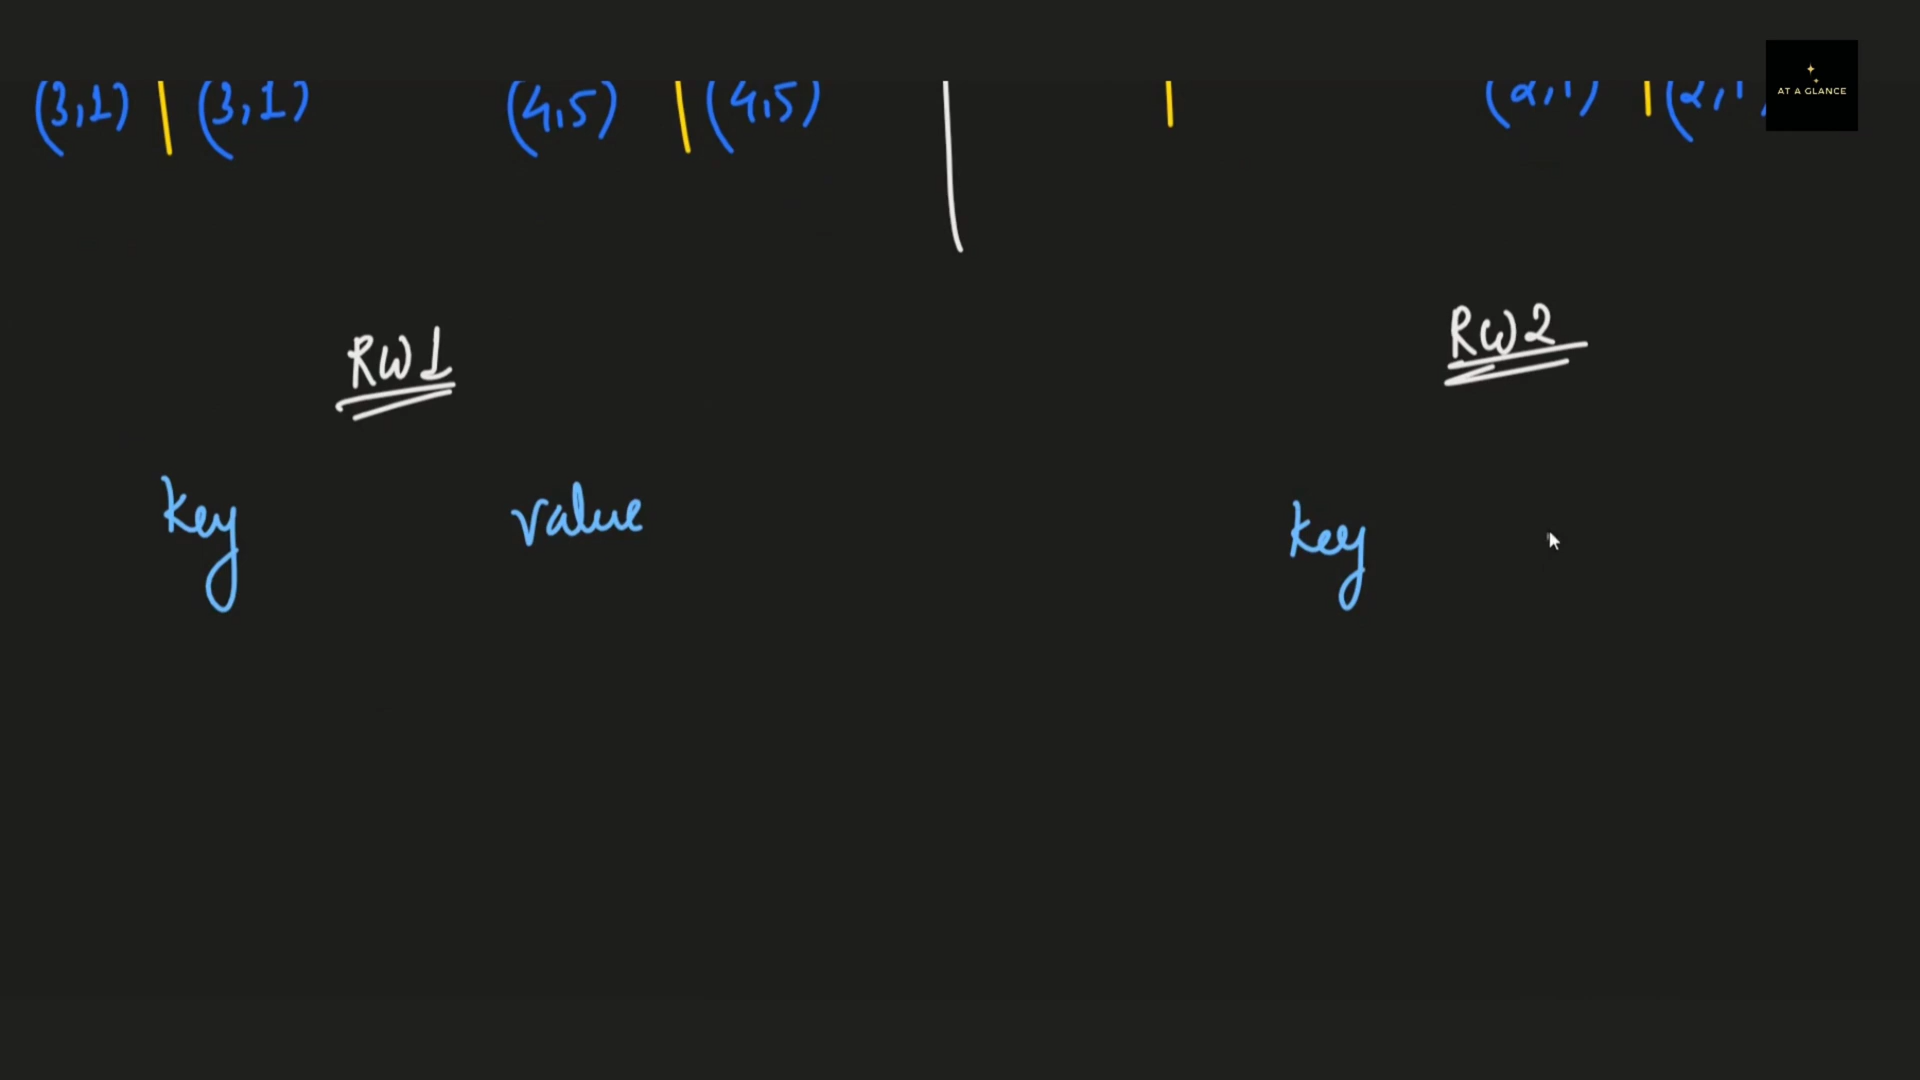 (3,1) | (3,1) (4,5) | (4,5)
AT A GLANCE
RW1 RW2
key value key